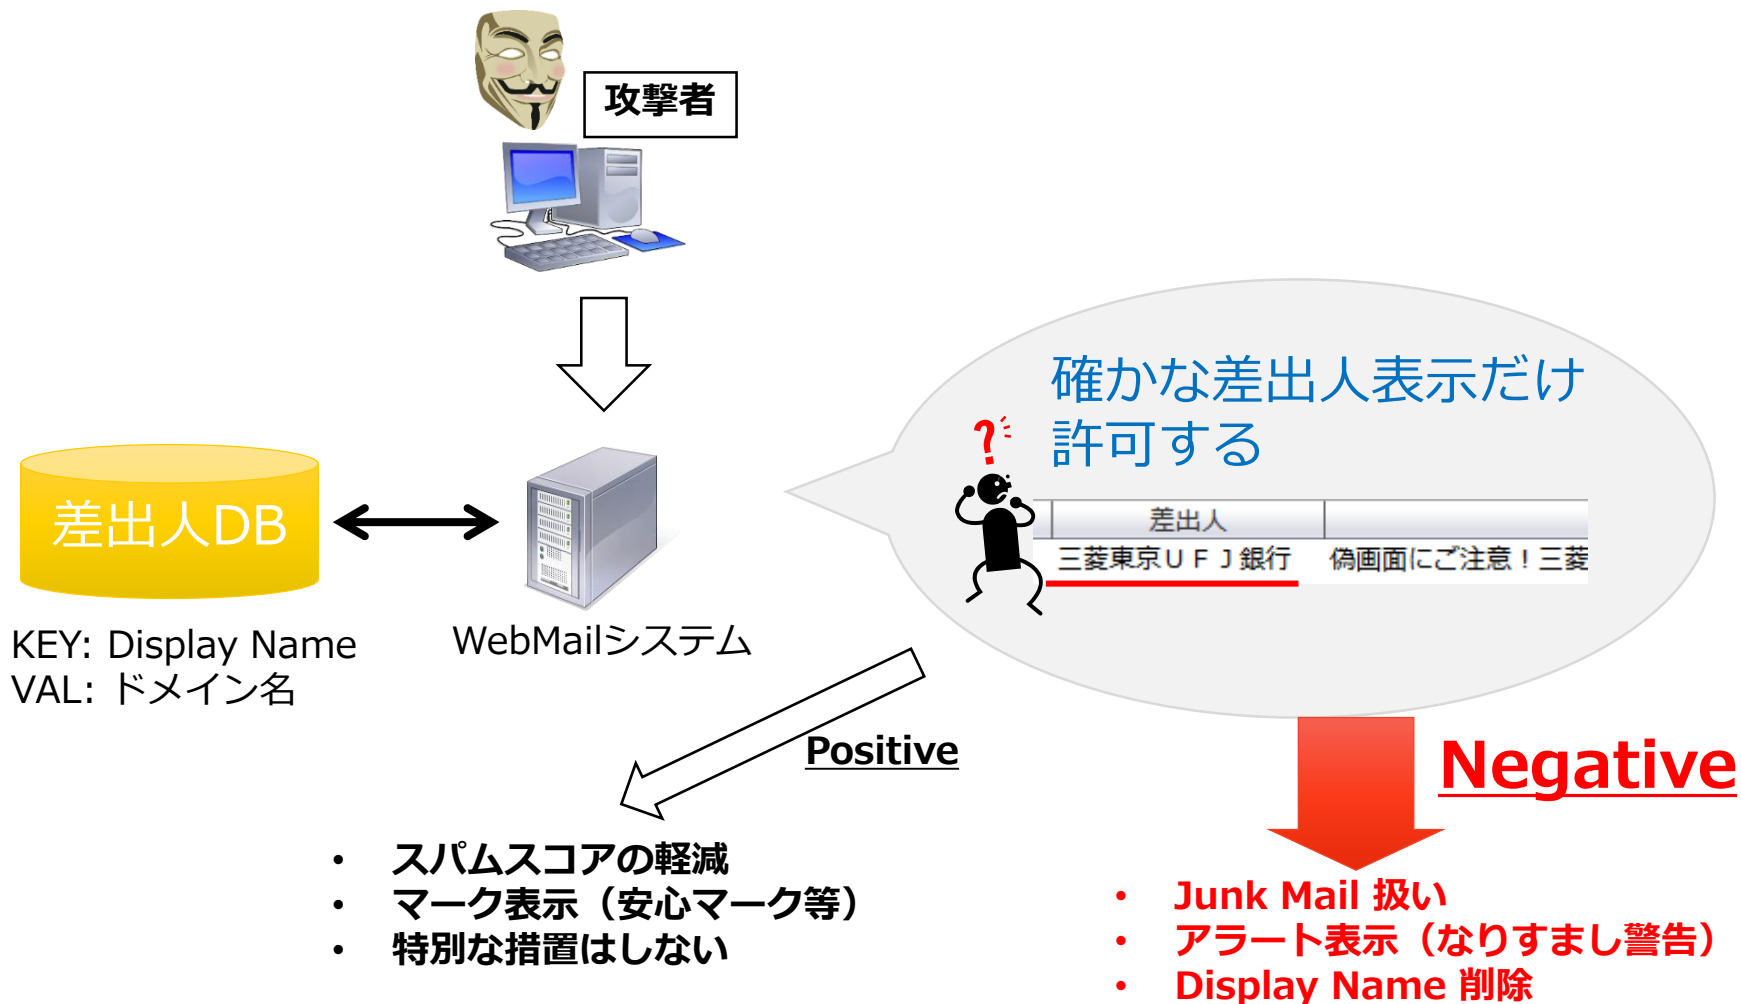 攻撃者
確かな差出人表示だけ
許可する
?
差出人
三菱東京ＵＦＪ銀行 偽画面にご注意！三菱
差出人DB
WebMailシステム
KEY: Display Name
VAL: ドメイン名
Positive
Negative
• スパムスコアの軽減
• マーク表示（安心マーク等）
• 特別な措置はしない
• Junk Mail 扱い
• アラート表示（なりすまし警告）
• Display Name 削除